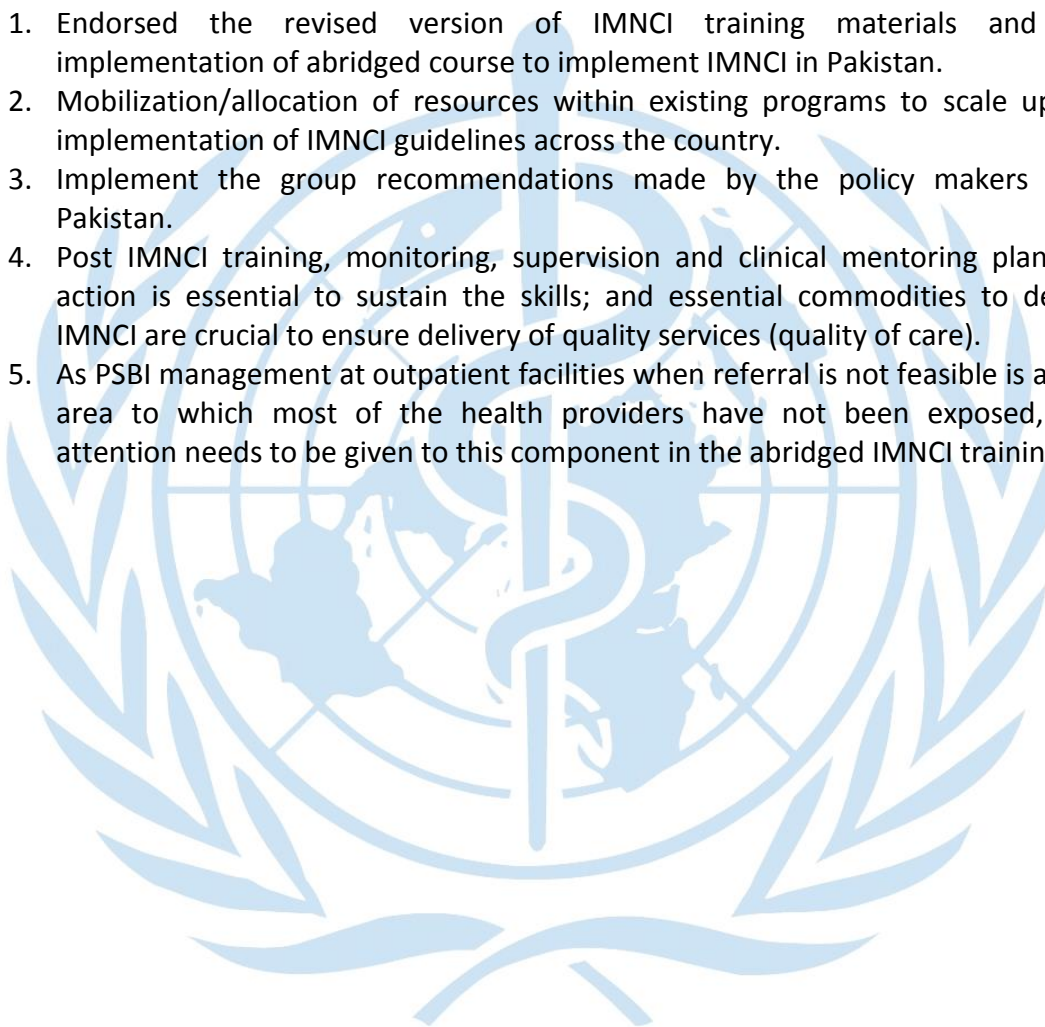 1. Endorsed the revised version of IMNCI training materials and
implementation of abridged course to implement IMNCI in Pakistan.
2. Mobilization/allocation of resources within existing programs to scale up
implementation of IMNCI guidelines across the country.
3. Implement the group recommendations made by the policy makers
Pakistan.
4. Post IMNCI training, monitoring, supervision and clinical mentoring plan
action is essential to sustain the skills; and essential commodities to de
IMNCI are crucial to ensure delivery of quality services (quality of care).
5. As PSBI management at outpatient facilities when referral is not feasible is a
area to which most of the health providers have not been exposed,
attention needs to be given to this component in the abridged IMNCI trainin